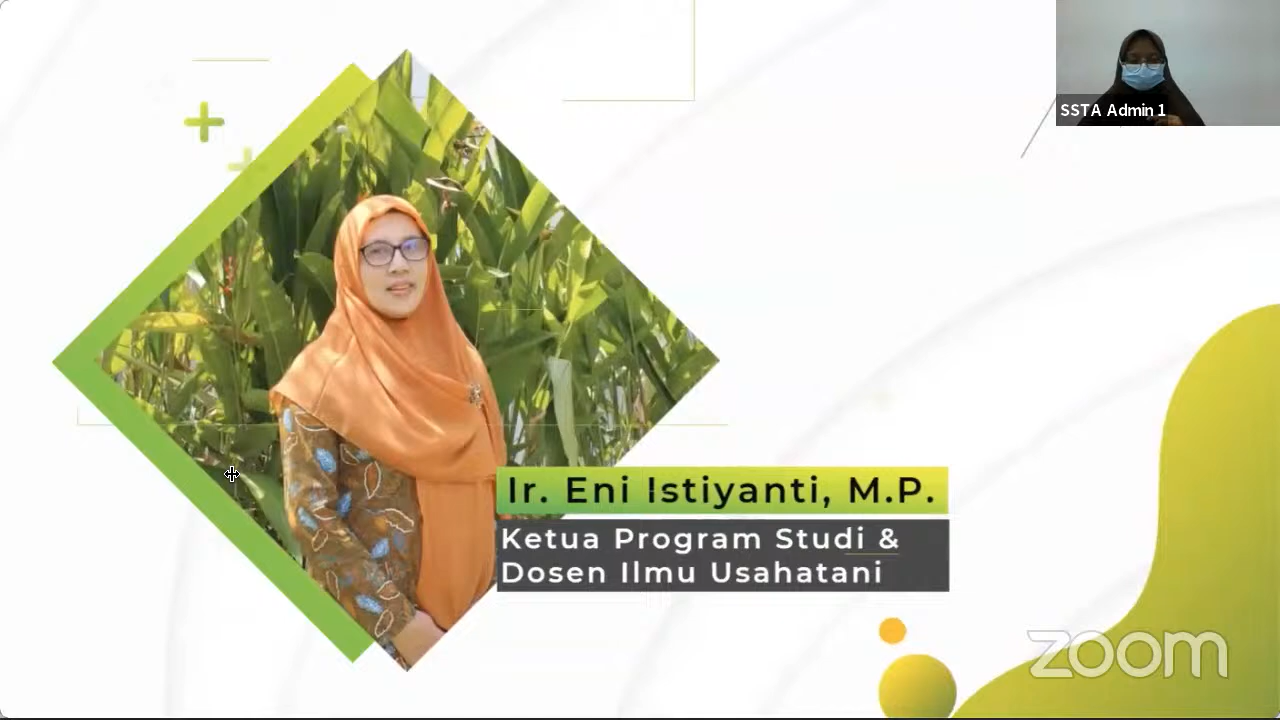 SSTA Admin 1
Ir. Eni Istiyanti, M.P.
Ketua Program Studi &
Dosen Ilmu Usahatani
zoom